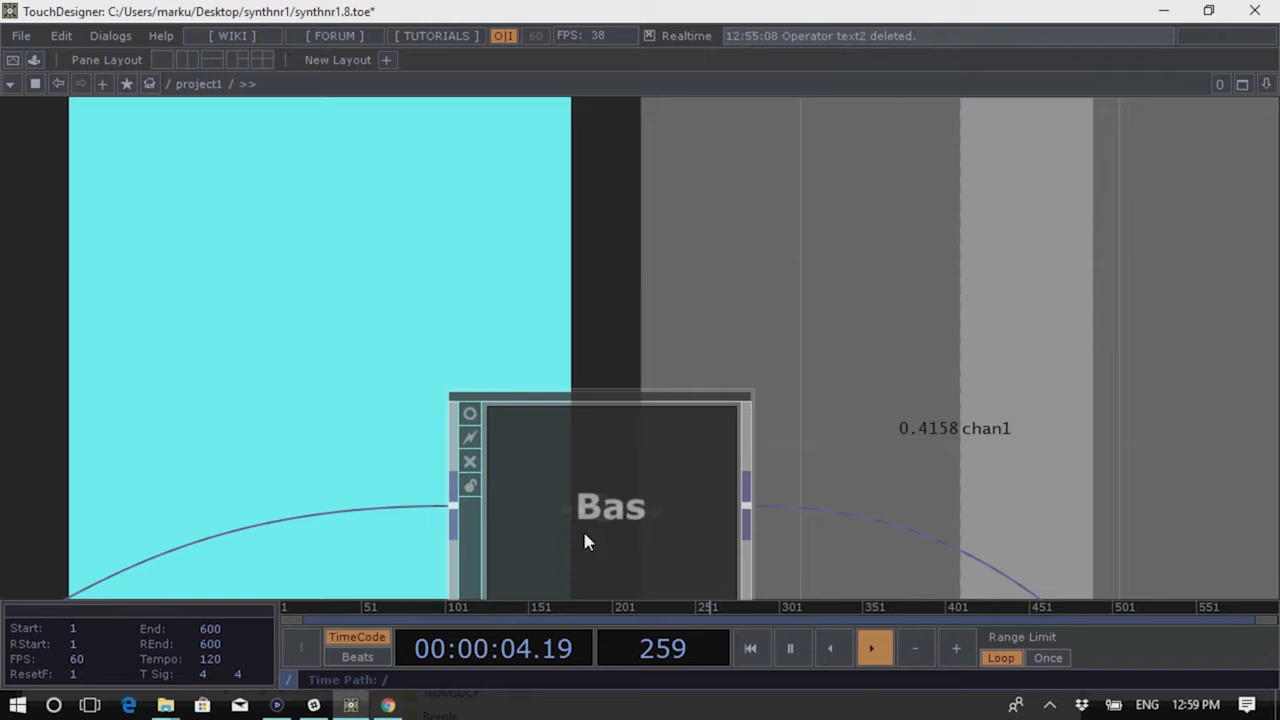 TouchDesigner: C:/Users/marku/Desktop/synthnr1/synthnr1.8.toe*
File Edit Dialogs Help [ WIKI ] [ FORUM ] [ TUTORIALS ] O|I 60 FPS: 38 Realtime 12:55:08 Operator text2 deleted.
Pane Layout New Layout +
/ project1 / >> 0
0.4158 chan1
Bas
1 51 101 151 201 251 301 351 401 451 501 551
Start: 1 End: 600
RStart: 1 REnd: 600
FPS: 60 Tempo: 120
ResetF: 1 T Sig: 4 4
TimeCode
Beats
00:00:04.19 259
- +
Range Limit
Loop Once
/ Time Path: /
ENG 12:59 PM